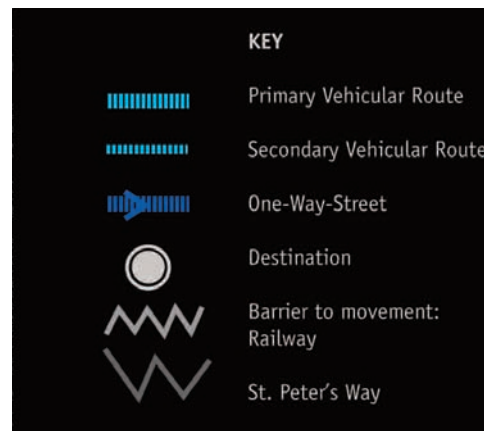 KEY
Primary Vehicular Route
Secondary Vehicular Route
One-Way-Street
Destination
Barrier to movement:
Railway
St. Peter's Way